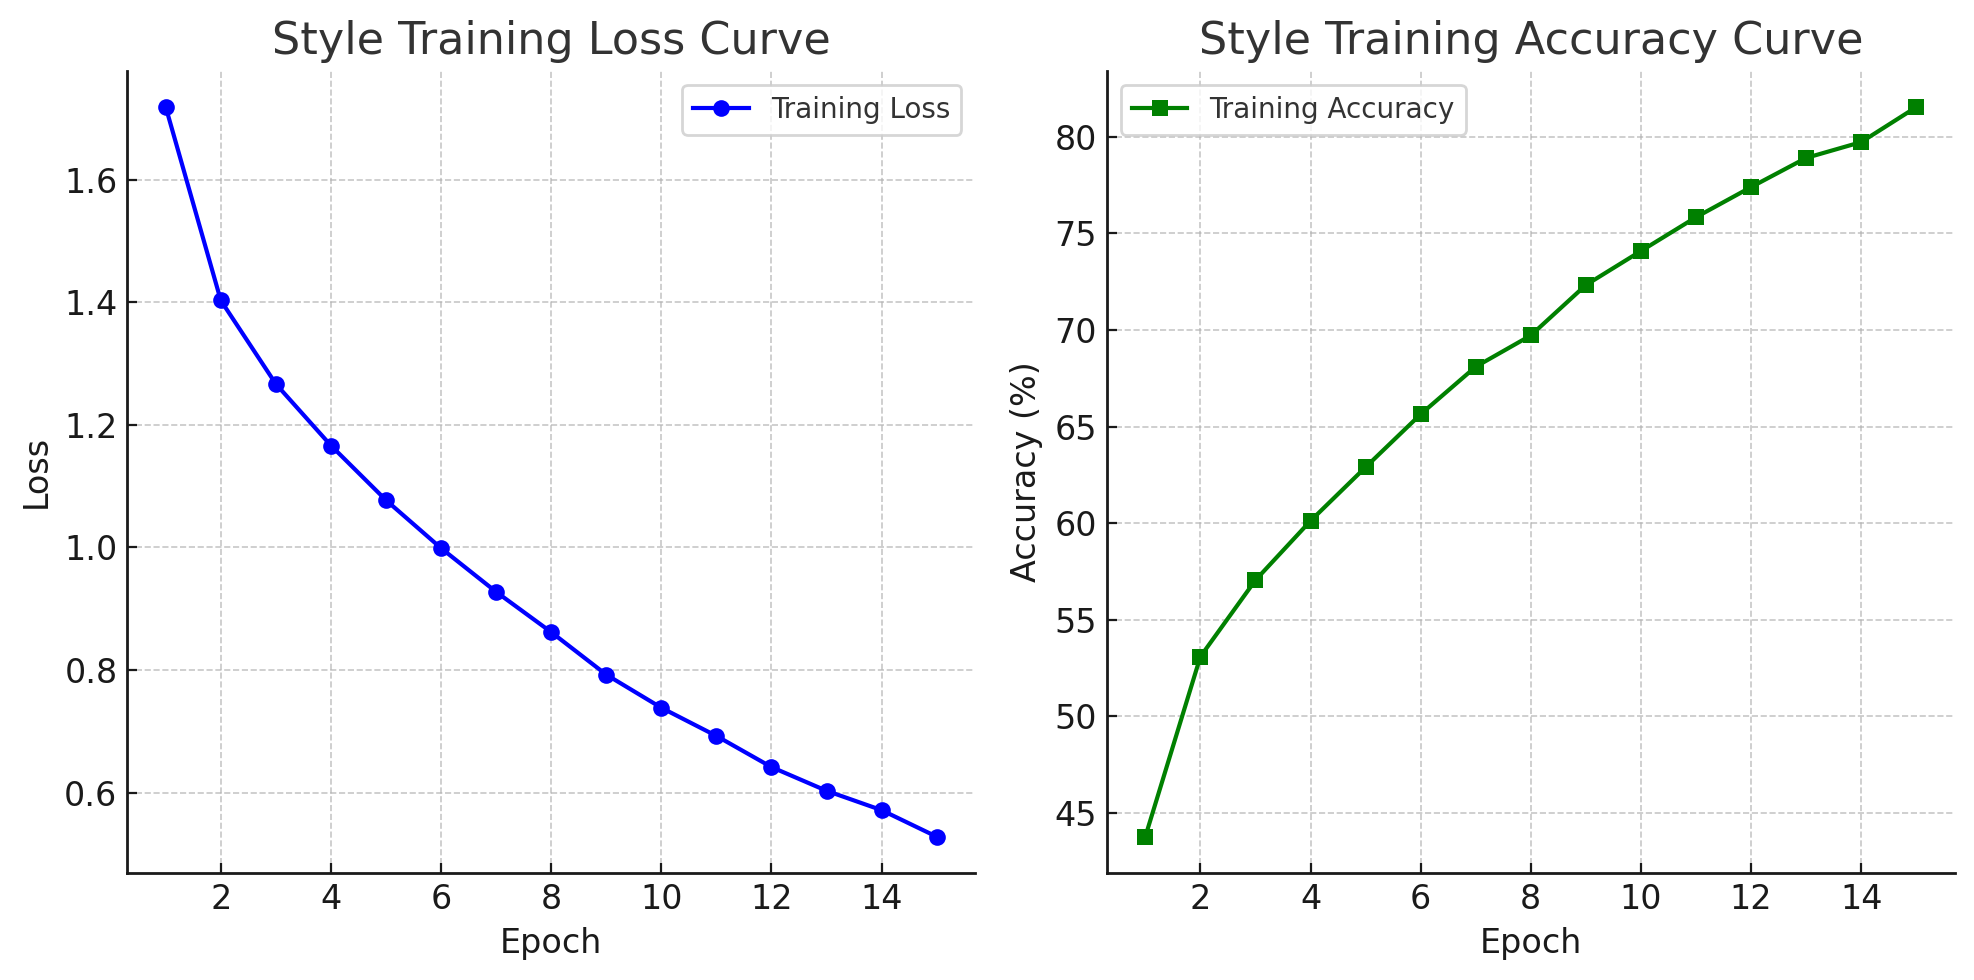 Style Training Loss Curve
Training Loss
1.6
1.4
1.2
1.0
0.8
0.6
Loss
2 4 6 8 10 12 14
Epoch
Style Training Accuracy Curve
Training Accuracy
80
75
70
65
60
55
50
45
Accuracy (%)
2 4 6 8 10 12 14
Epoch